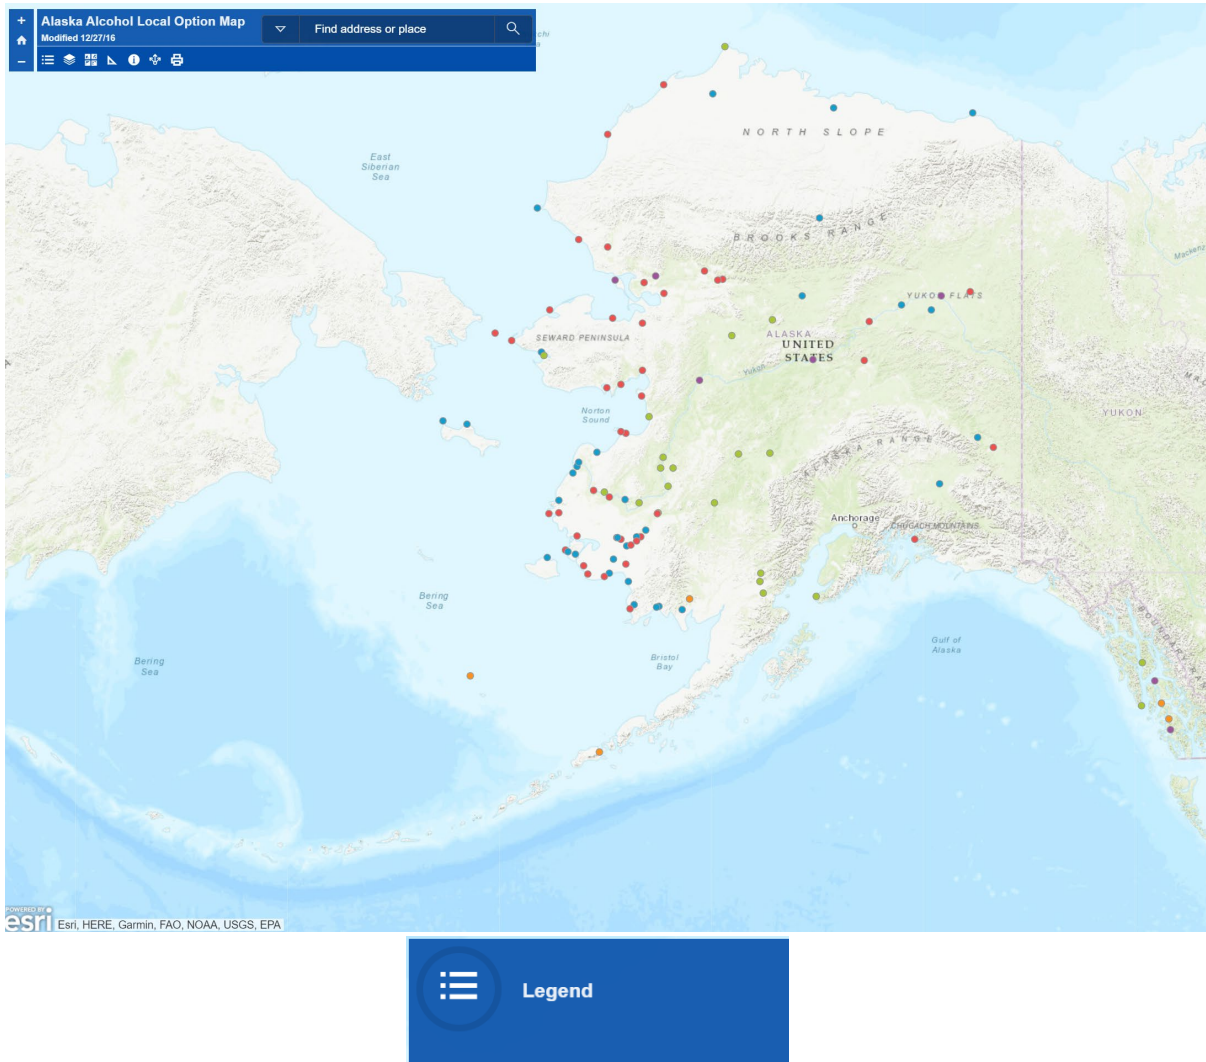 Alaska Alcohol Local Option Map
Modified 12/27/16
Find address or place
East
Siberian
Sea
NORTH SLOPE
BROOKS RANGE
YUKON FLATS
SEWARD PENINSULA
ALASKA
UNITED
STATES
Yukon
YUKON
Norton
Sound
ALASKA RANGE
Anchorage
CHUGACH MOUNTAINS
Bering
Sea
Gulf of
Alaska
Bristol
Bay
Bering
Sea
POWERED BY
esri
Esri, HERE, Garmin, FAO, NOAA, USGS, EPA
Legend